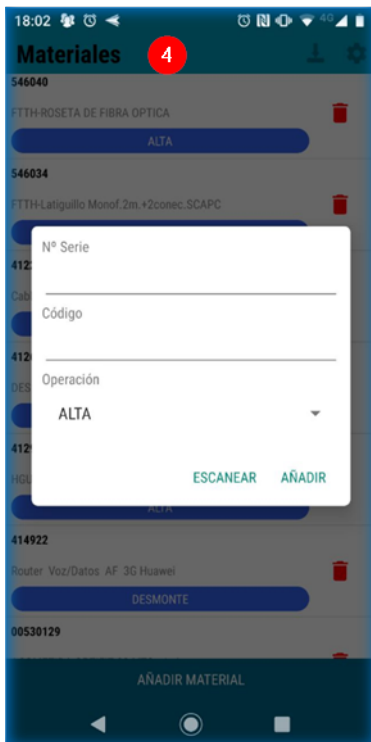 18:02
4G
Materiales
4
546040
FTTH-ROSETA DE FIBRA OPTICA
ALTA
546034
FTTH-Latiguillo Monof.2m.+2conec.SCAPC
Nº Serie
Código
Operación
ALTA
ESCANEAR AÑADIR
ALTA
414922
Router Voz/Datos AF 3G Huawei
DESMONTE
00530129
AÑADIR MATERIAL